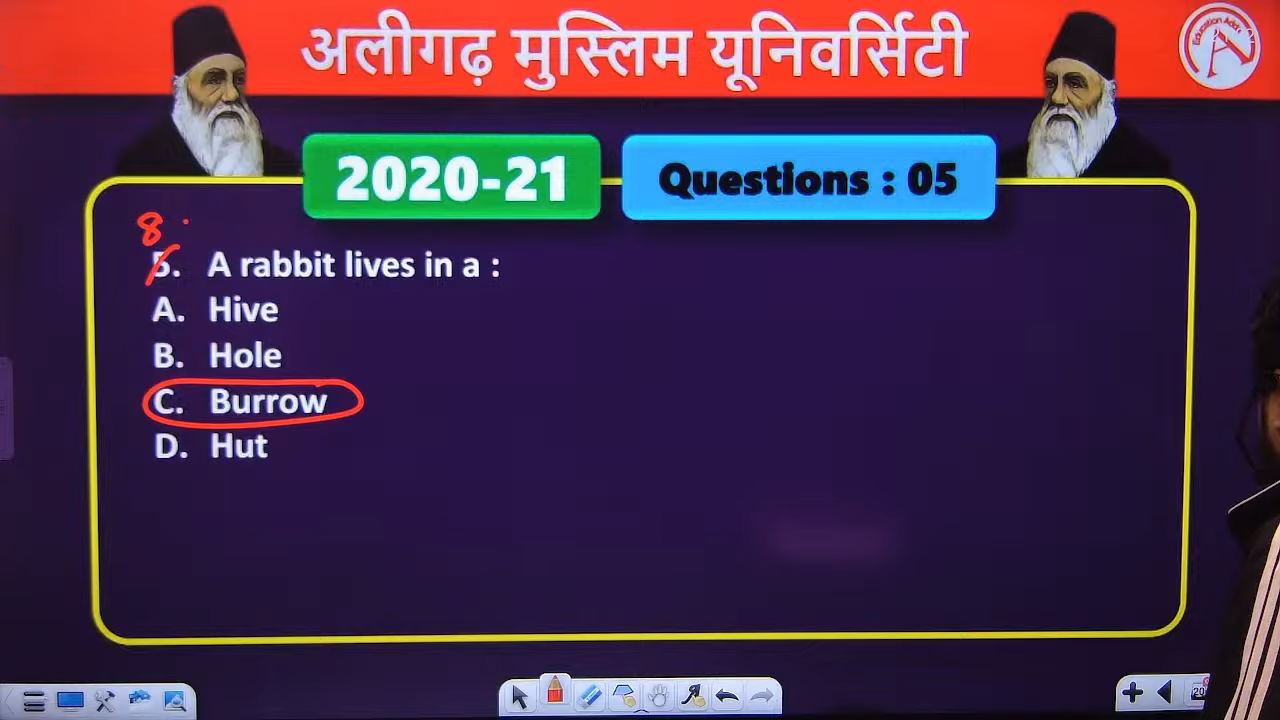 अलीगढ़ मुस्लिम यूनिवर्सिटी
2020-21
Questions : 05
8.
5. A rabbit lives in a :
A. Hive
B. Hole
C. Burrow
D. Hut